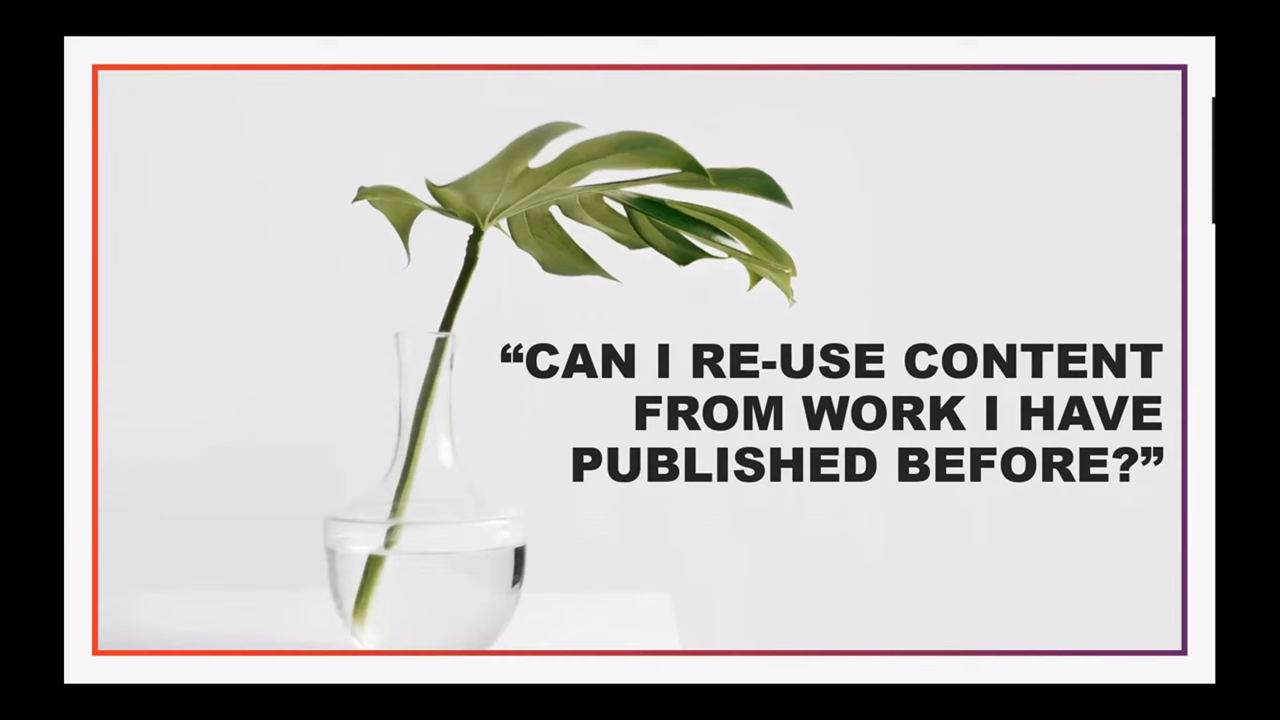 “CAN I RE-USE CONTENT
FROM WORK I HAVE
PUBLISHED BEFORE?”